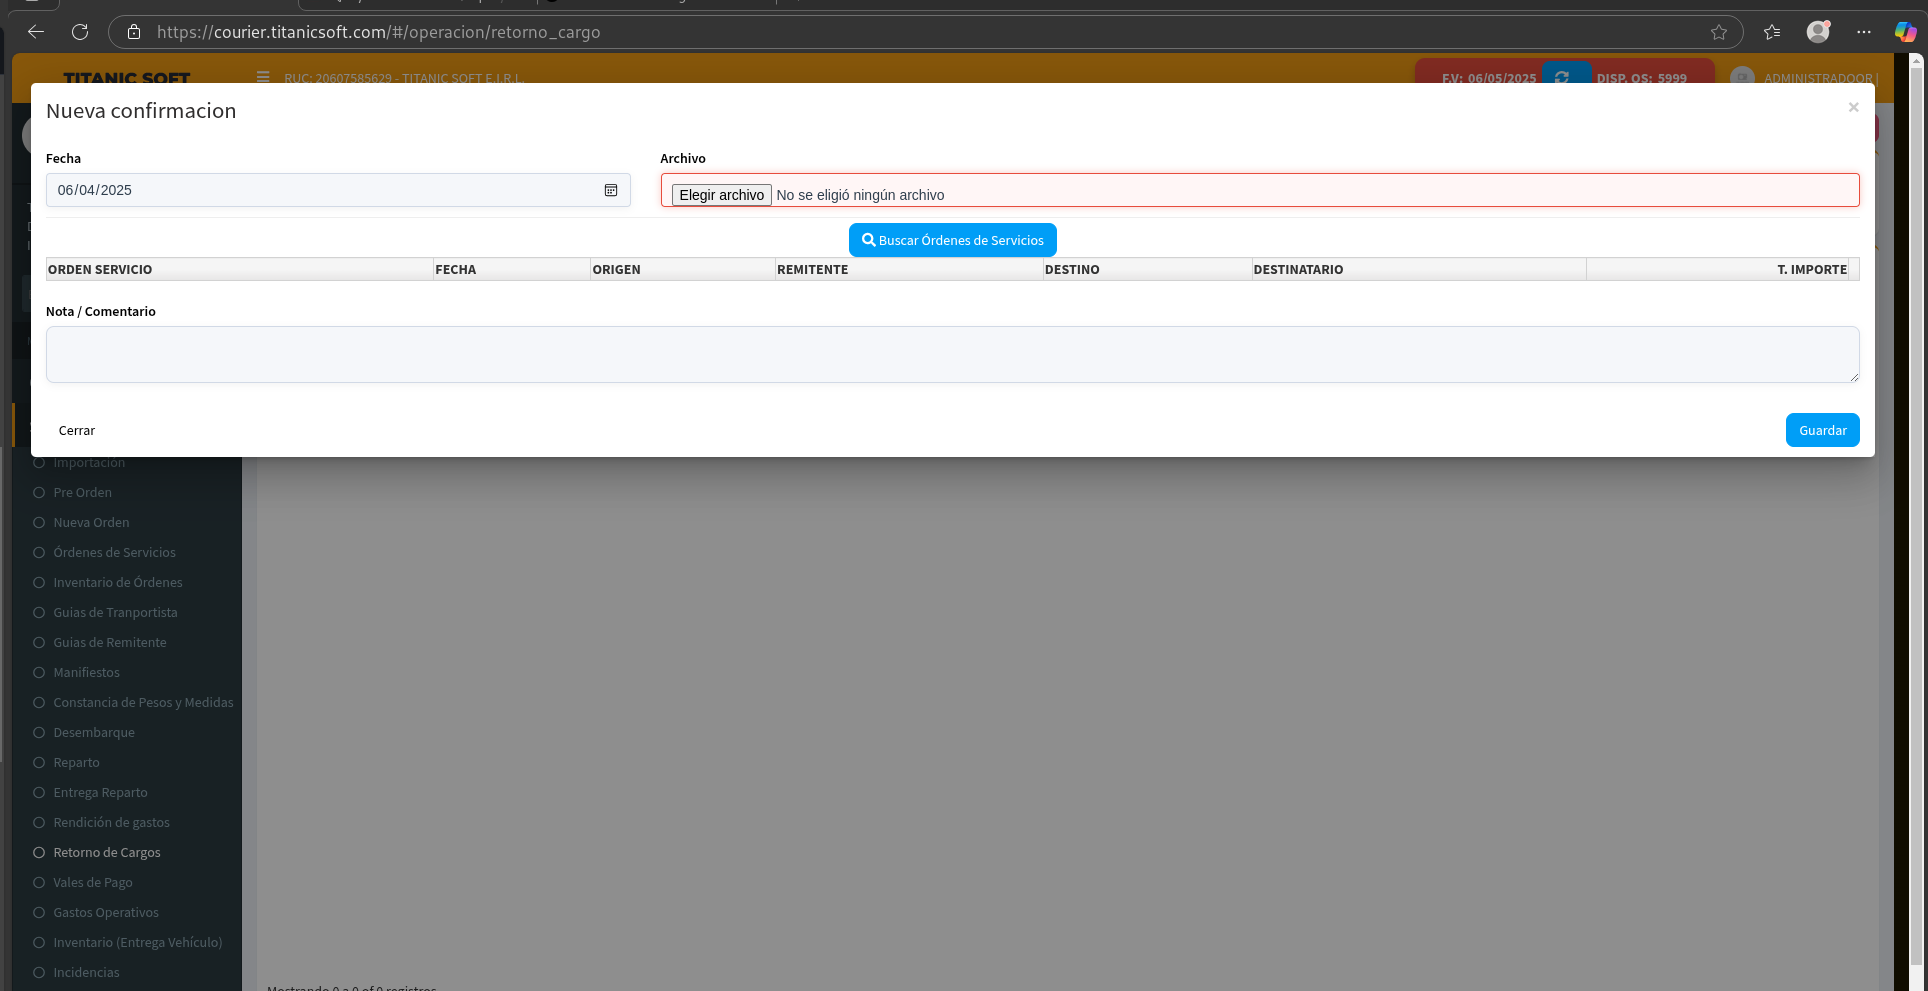 https://courier.titanicsoft.com/#/operacion/retorno_cargo
TITANIC SOFT
RUC: 20607585629 - TITANIC SOFT E.I.R.L.
F.V: 06/05/2025
DISP. OS: 5999
ADMINISTRADOOR |
Nueva confirmacion
×
Fecha
Archivo
06/04/2025
Elegir archivo No se eligió ningún archivo
Buscar Órdenes de Servicios
ORDEN SERVICIO FECHA ORIGEN REMITENTE DESTINO DESTINATARIO T. IMPORTE
Nota / Comentario
Cerrar
Guardar
Importación
Pre Orden
Nueva Orden
Órdenes de Servicios
Inventario de Órdenes
Guias de Tranportista
Guias de Remitente
Manifiestos
Constancia de Pesos y Medidas
Desembarque
Reparto
Entrega Reparto
Rendición de gastos
Retorno de Cargos
Vales de Pago
Gastos Operativos
Inventario (Entrega Vehículo)
Incidencias
Mostrando 0 a 0 of 0 registros